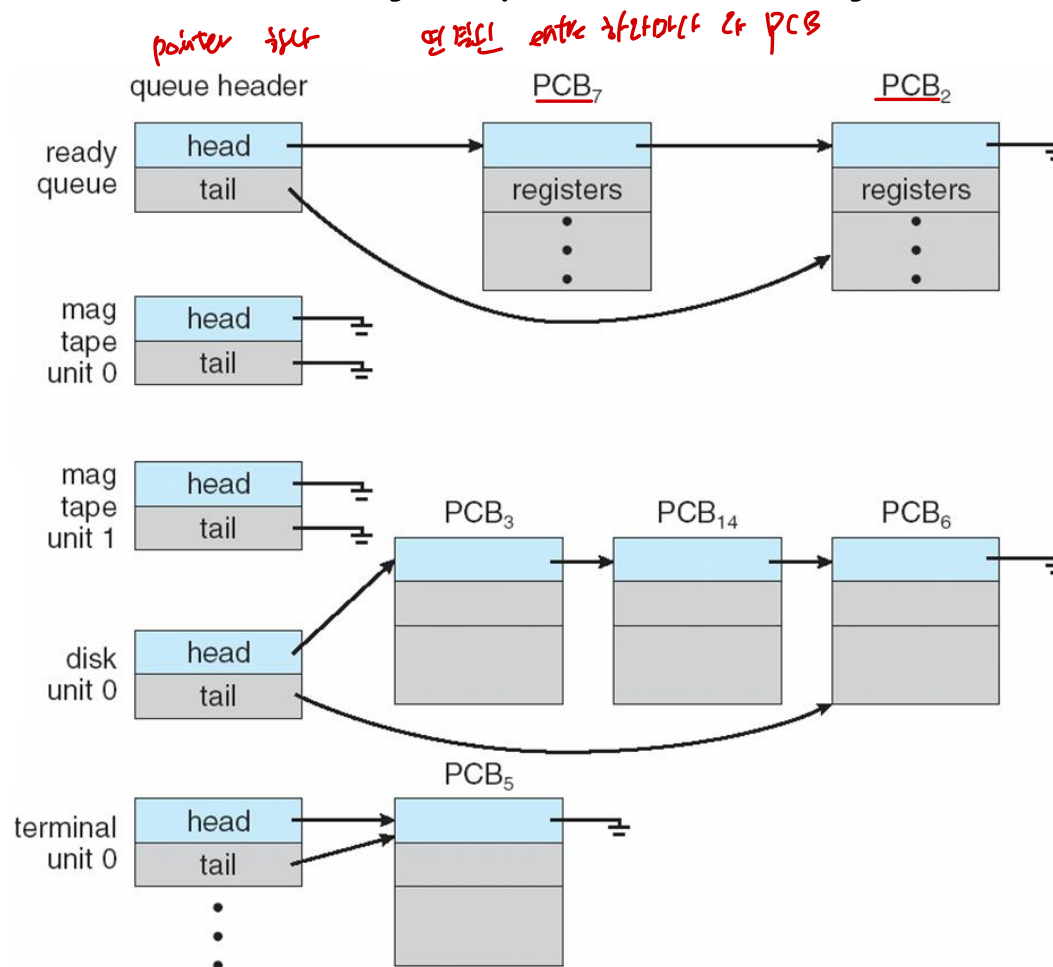 pointer 하나
연결된 entre 하나하나 다 PCB
queue header
PCB₇
PCB₂
ready
queue
head
tail
registers
registers
mag
tape
unit 0
head
tail
mag
tape
unit 1
head
tail
PCB₃
PCB₁₄
PCB₆
disk
unit 0
head
tail
PCB₅
terminal
unit 0
head
tail